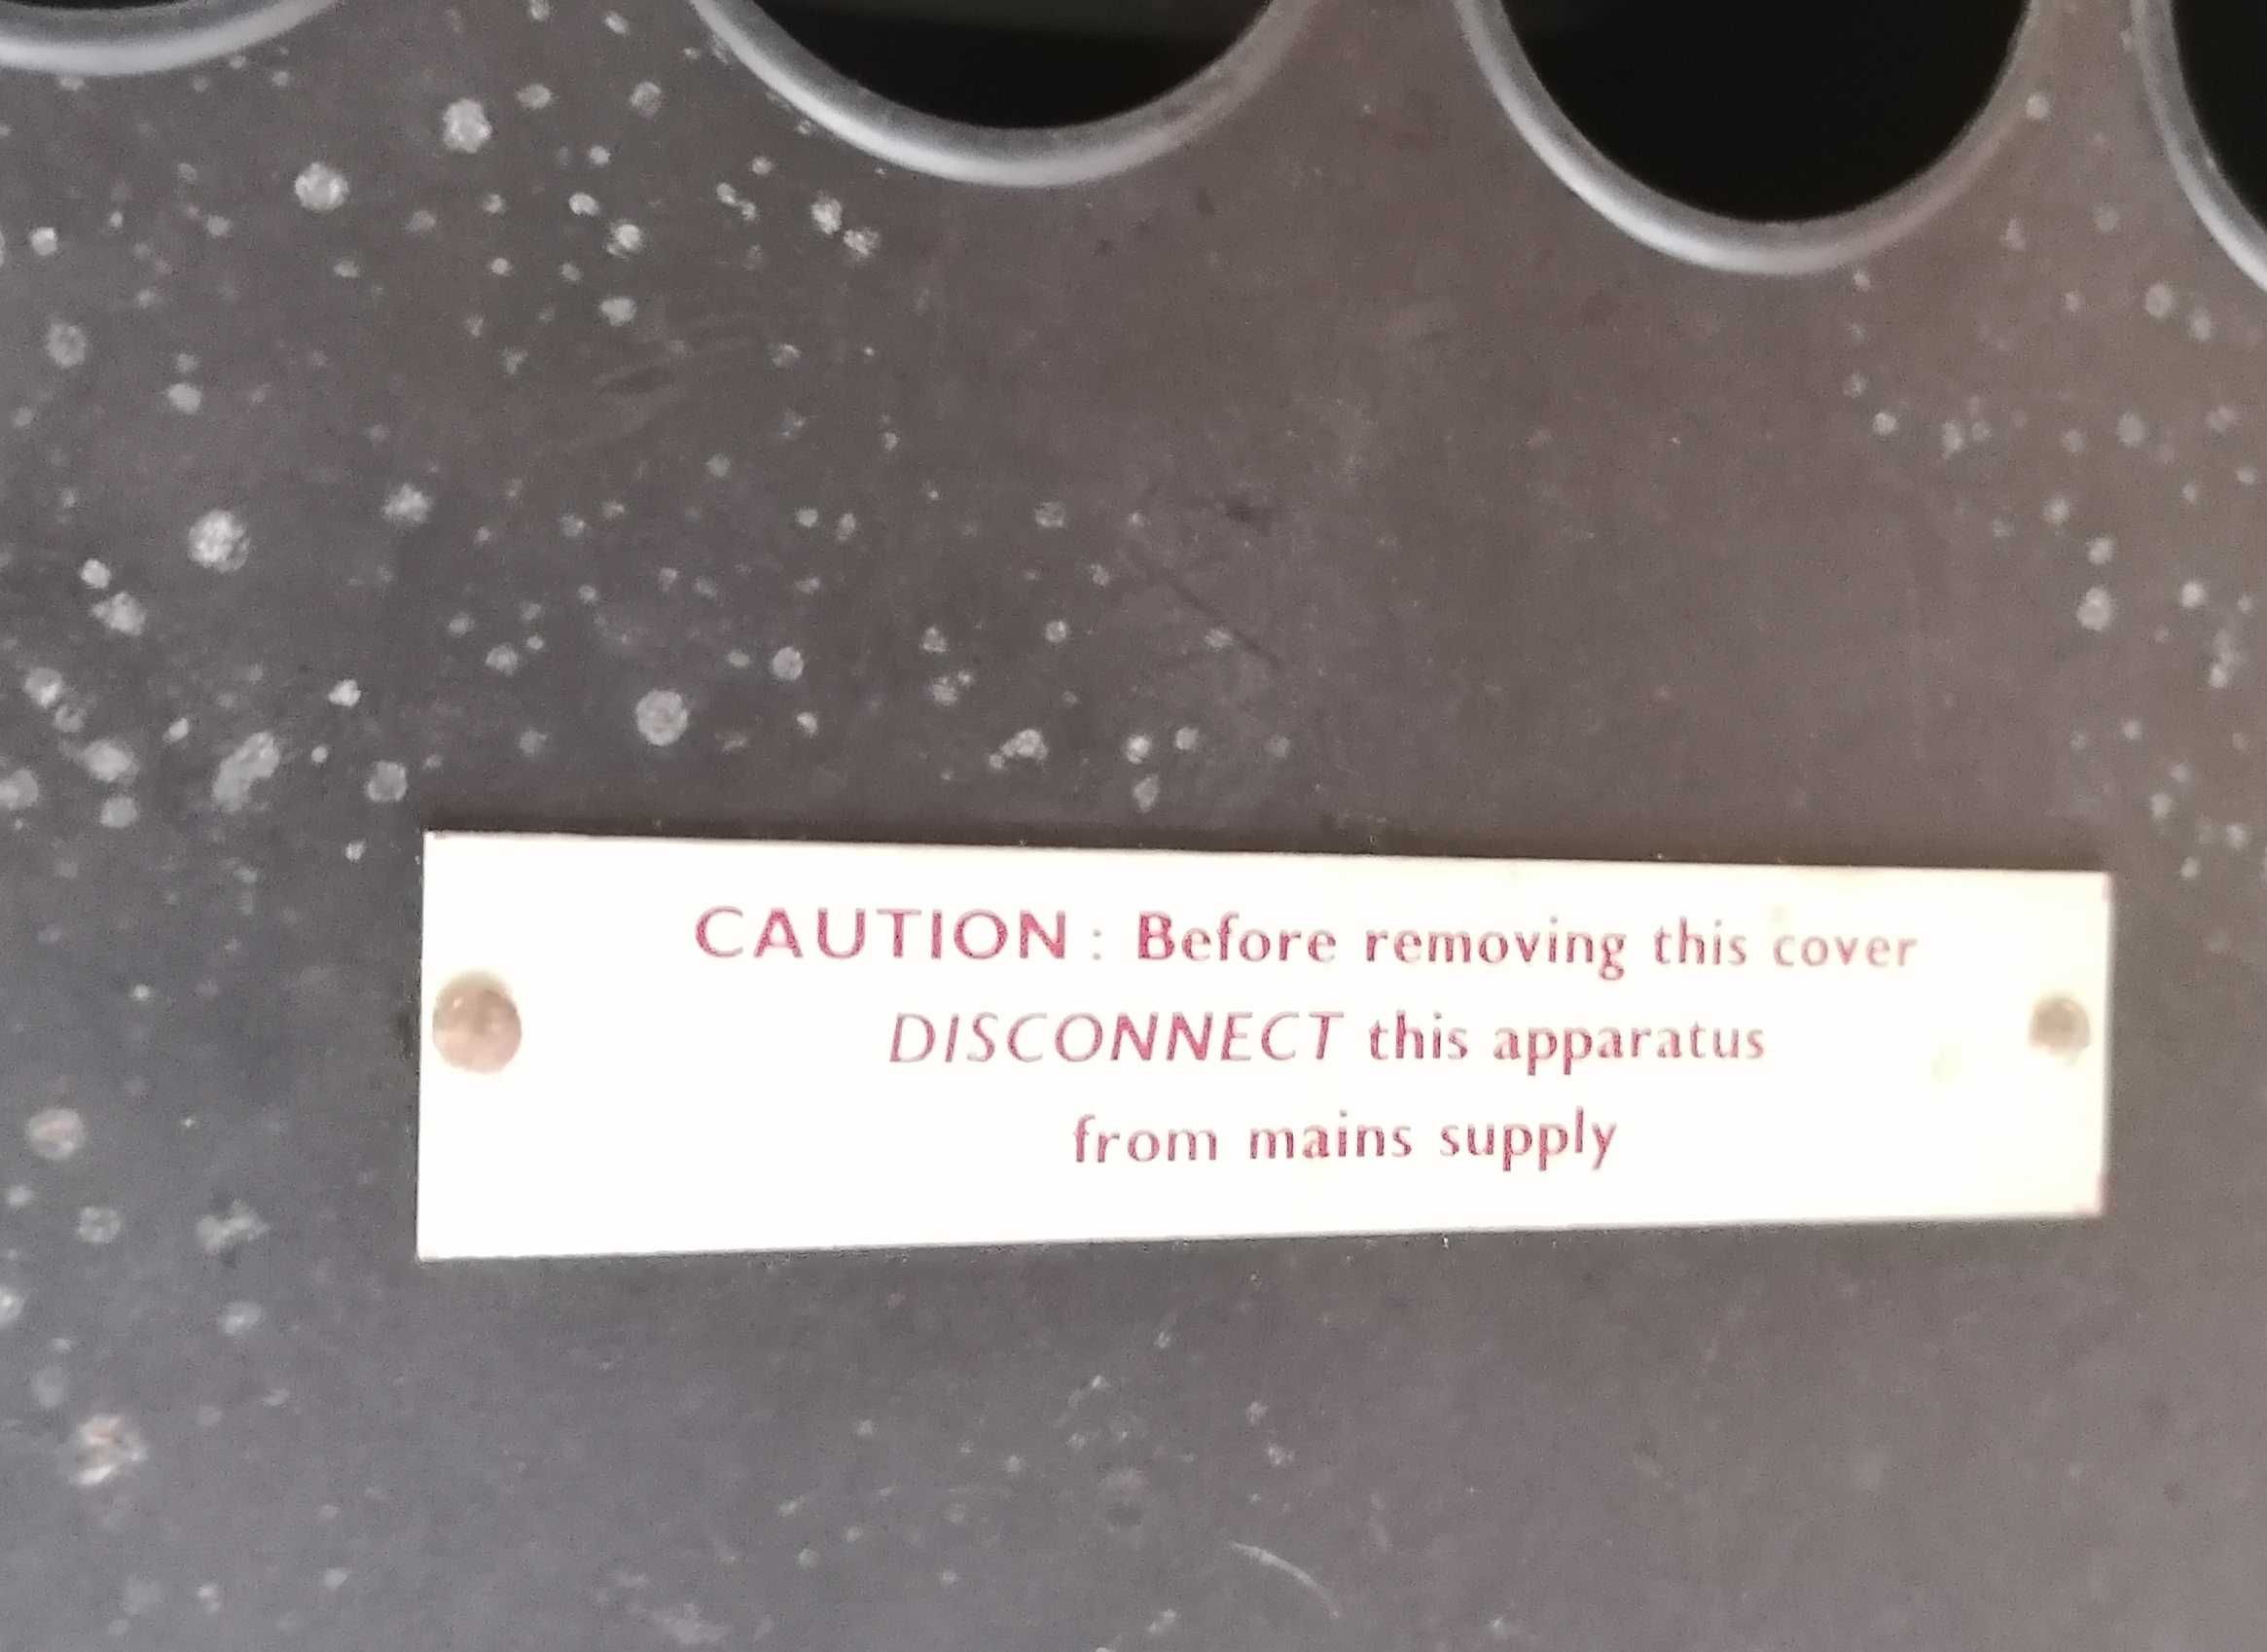 CAUTION : Before removing this cover
DISCONNECT this apparatus
from mains supply